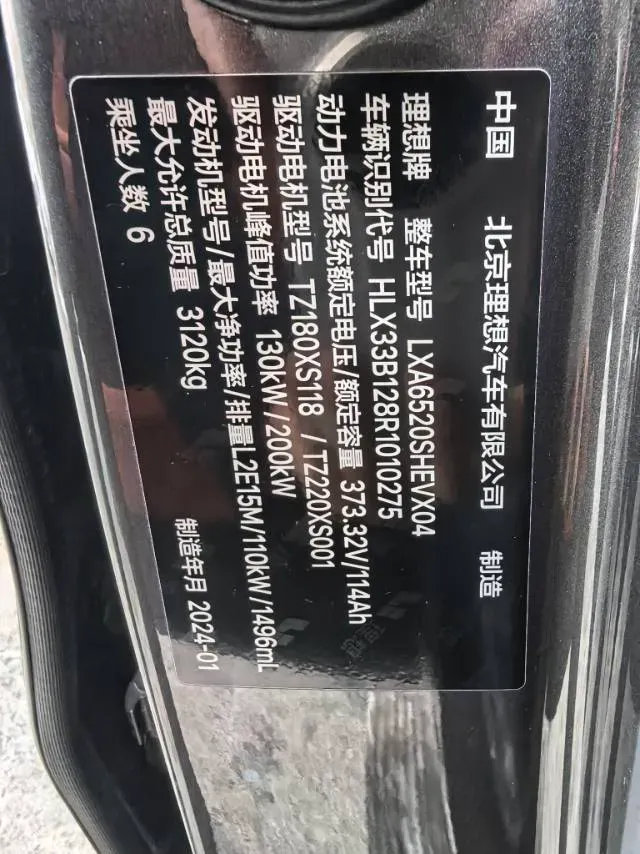 中国 北京理想汽车有限公司 制造
理想牌 整车型号 LXA6520SHEVX04
车辆识别代号 HLX33B128R1010275
动力电池系统额定电压/额定容量 373.32V/114Ah
驱动电机型号 TZ180XS118 /TZ220XS001
驱动电机峰值功率 130kW/200kW
发动机型号/最大净功率/排量L2E15M/110kW/1496mL
最大允许总质量 3120kg
乘坐人数 6 制造年月 2024-01